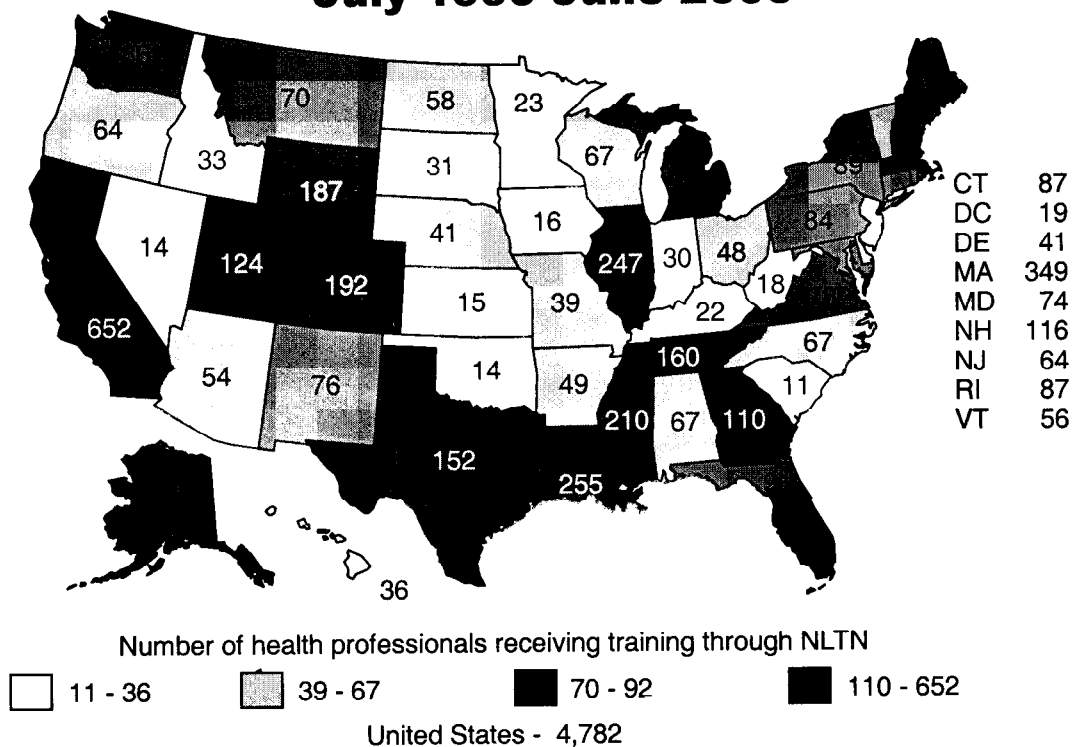 64
33
70
58
23
67
31
187
16
41
14
124
192
247
30
48
84
89
18
15
39
22
652
67
54
76
14
49
160
11
210
67
110
152
255
36
CT 87
DC 19
DE 41
MA 349
MD 74
NH 116
NJ 64
RI 87
VT 56
Number of health professionals receiving training through NLTN
11 - 36
39 - 67
70 - 92
110 - 652
United States - 4,782